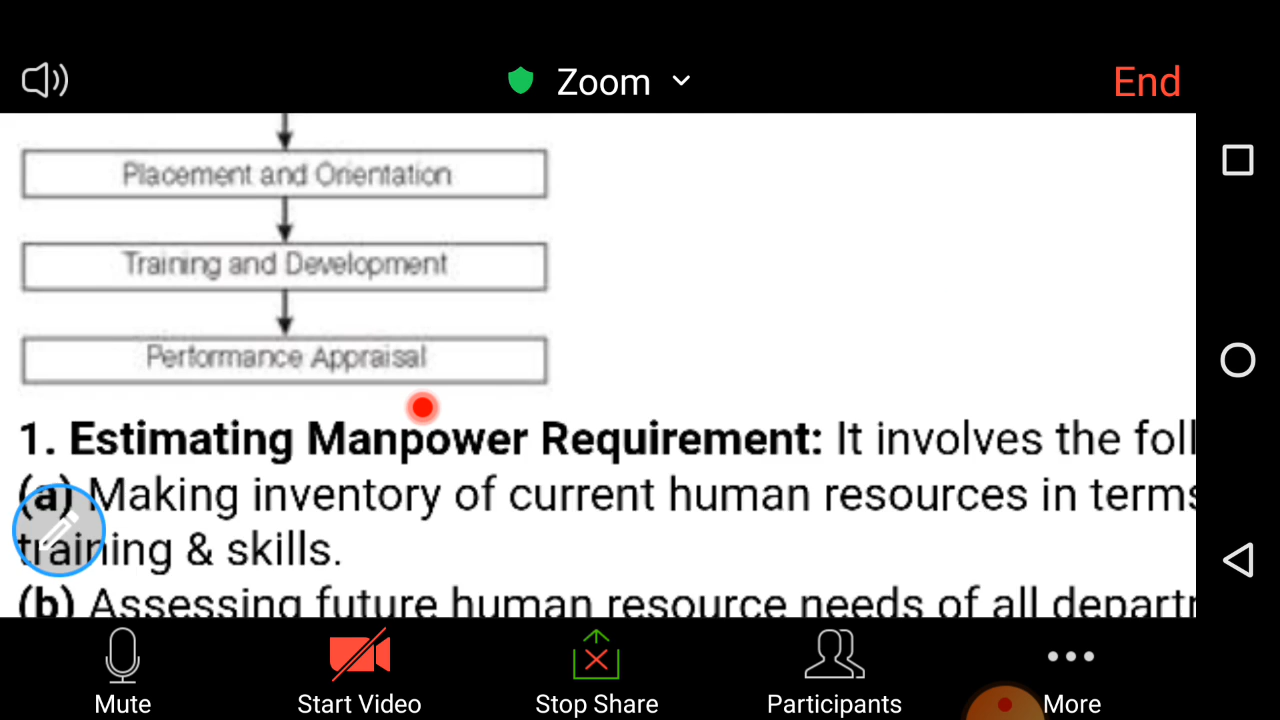 Zoom
End
Placement and Orientation
Training and Development
Performance Appraisal
1. Estimating Manpower Requirement: It involves the foll
(a) Making inventory of current human resources in terms
training & skills.
(b) Assessing future human resource needs of all departm
Mute
Start Video
Stop Share
Participants
More